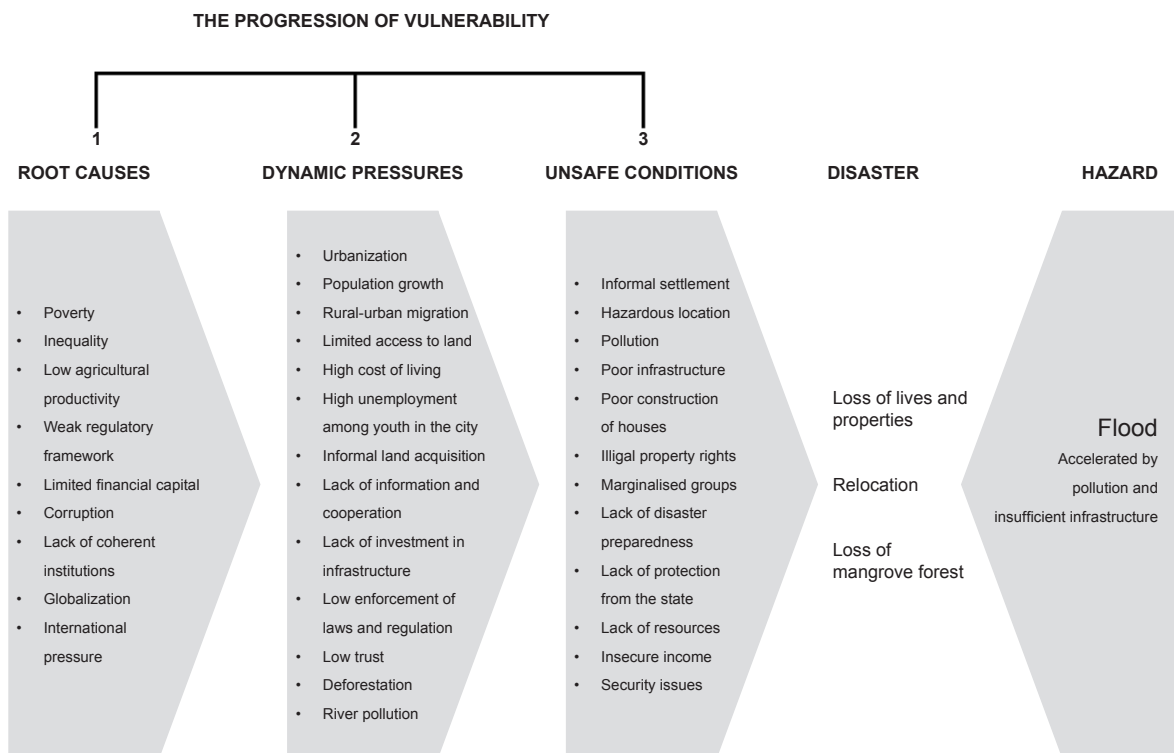 THE PROGRESSION OF VULNERABILITY
1
2
3
ROOT CAUSES
DYNAMIC PRESSURES
UNSAFE CONDITIONS
DISASTER
HAZARD
• Poverty
• Inequality
• Low agricultural
productivity
• Weak regulatory
framework
• Limited financial capital
• Corruption
• Lack of coherent
institutions
• Globalization
• International
pressure
• Urbanization
• Population growth
• Rural-urban migration
• Limited access to land
• High cost of living
• High unemployment
among youth in the city
• Informal land acquisition
• Lack of information and
cooperation
• Lack of investment in
infrastructure
• Low enforcement of
laws and regulation
• Low trust
• Deforestation
• River pollution
• Informal settlement
• Hazardous location
• Pollution
• Poor infrastructure
• Poor construction
of houses
• Illigal property rights
• Marginalised groups
• Lack of disaster
preparedness
• Lack of protection
from the state
• Lack of resources
• Insecure income
• Security issues
Loss of lives and
properties
Relocation
Loss of
mangrove forest
Flood
Accelerated by
pollution and
insufficient infrastructure